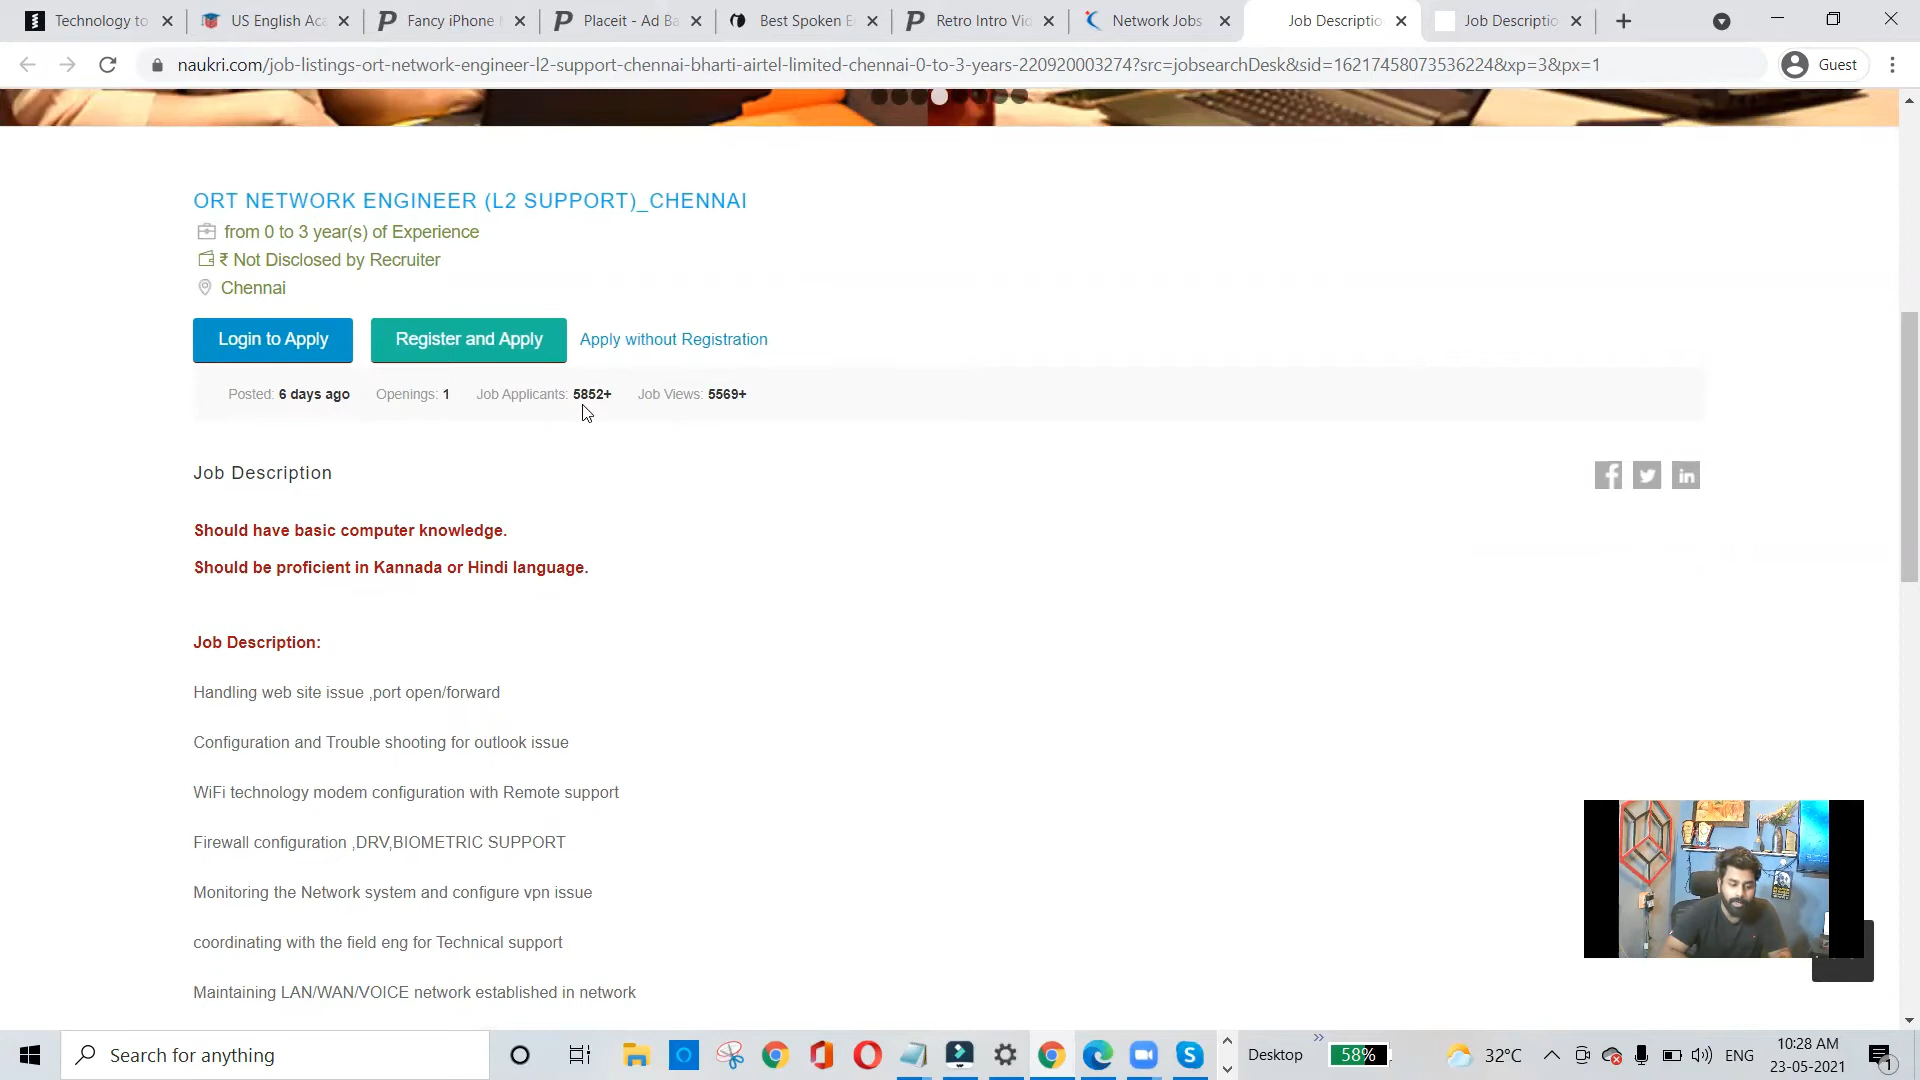 Technology to
US English Aca
Fancy iPhone
Placeit - Ad Ba
Best Spoken E
Retro Intro Vi
Network Jobs
Job Descriptio
Job Descriptio
naukri.com/job-listings-ort-network-engineer-l2-support-chennai-bharti-airtel-limited-chennai-0-to-3-years-220920003274?src=jobsearchDesk&sid=16217458073536224&xp=3&px=1
Guest
ORT NETWORK ENGINEER (L2 SUPPORT)_CHENNAI
from 0 to 3 year(s) of Experience
₹ Not Disclosed by Recruiter
Chennai
Login to Apply
Register and Apply
Apply without Registration
Posted: 6 days ago Openings: 1 Job Applicants: 5852+ Job Views: 5569+
Job Description
Should have basic computer knowledge.
Should be proficient in Kannada or Hindi language.
Job Description:
Handling web site issue ,port open/forward
Configuration and Trouble shooting for outlook issue
WiFi technology modem configuration with Remote support
Firewall configuration ,DRV,BIOMETRIC SUPPORT
Monitoring the Network system and configure vpn issue
coordinating with the field eng for Technical support
Maintaining LAN/WAN/VOICE network established in network
Search for anything
Desktop
58%
32°C
ENG
10:28 AM
23-05-2021
1